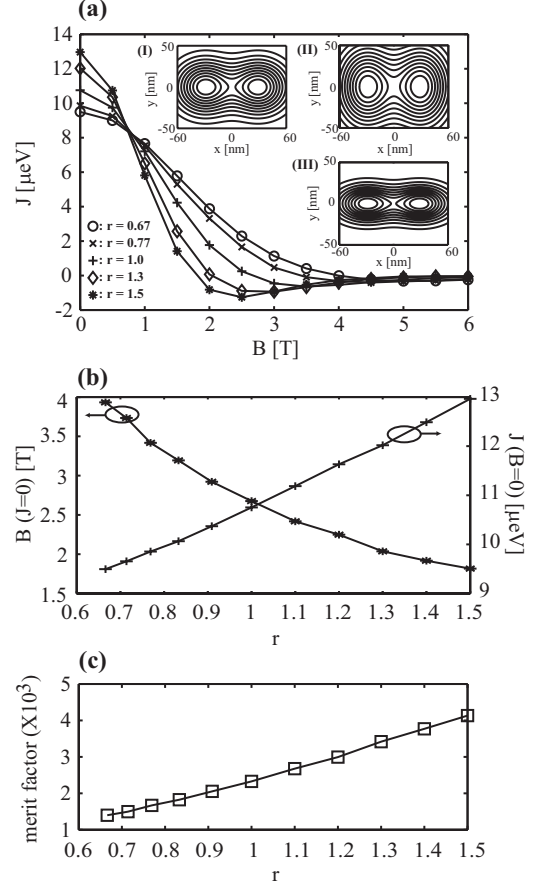 (a)
14
12
10
8
6
4
2
0
-2
J [μeV]
0 1 2 3 4 5 6
B [T]
: r = 0.67
: r = 0.77
: r = 1.0
: r = 1.3
: r = 1.5
(I)
50
0
-50
y [nm]
-60 0 60
x [nm]
(II)
50
0
-50
y [nm]
-60 0 60
x [nm]
(III)
50
0
-50
y [nm]
-60 0 60
x [nm]
(b)
4
3.5
3
2.5
2
1.5
B (J=0) [T]
13
12
11
10
9
J (B=0) [μeV]
0.6 0.7 0.8 0.9 1 1.1 1.2 1.3 1.4 1.5
r
(c)
5
4
3
2
1
merit factor (X10³)
0.6 0.7 0.8 0.9 1 1.1 1.2 1.3 1.4 1.5
r